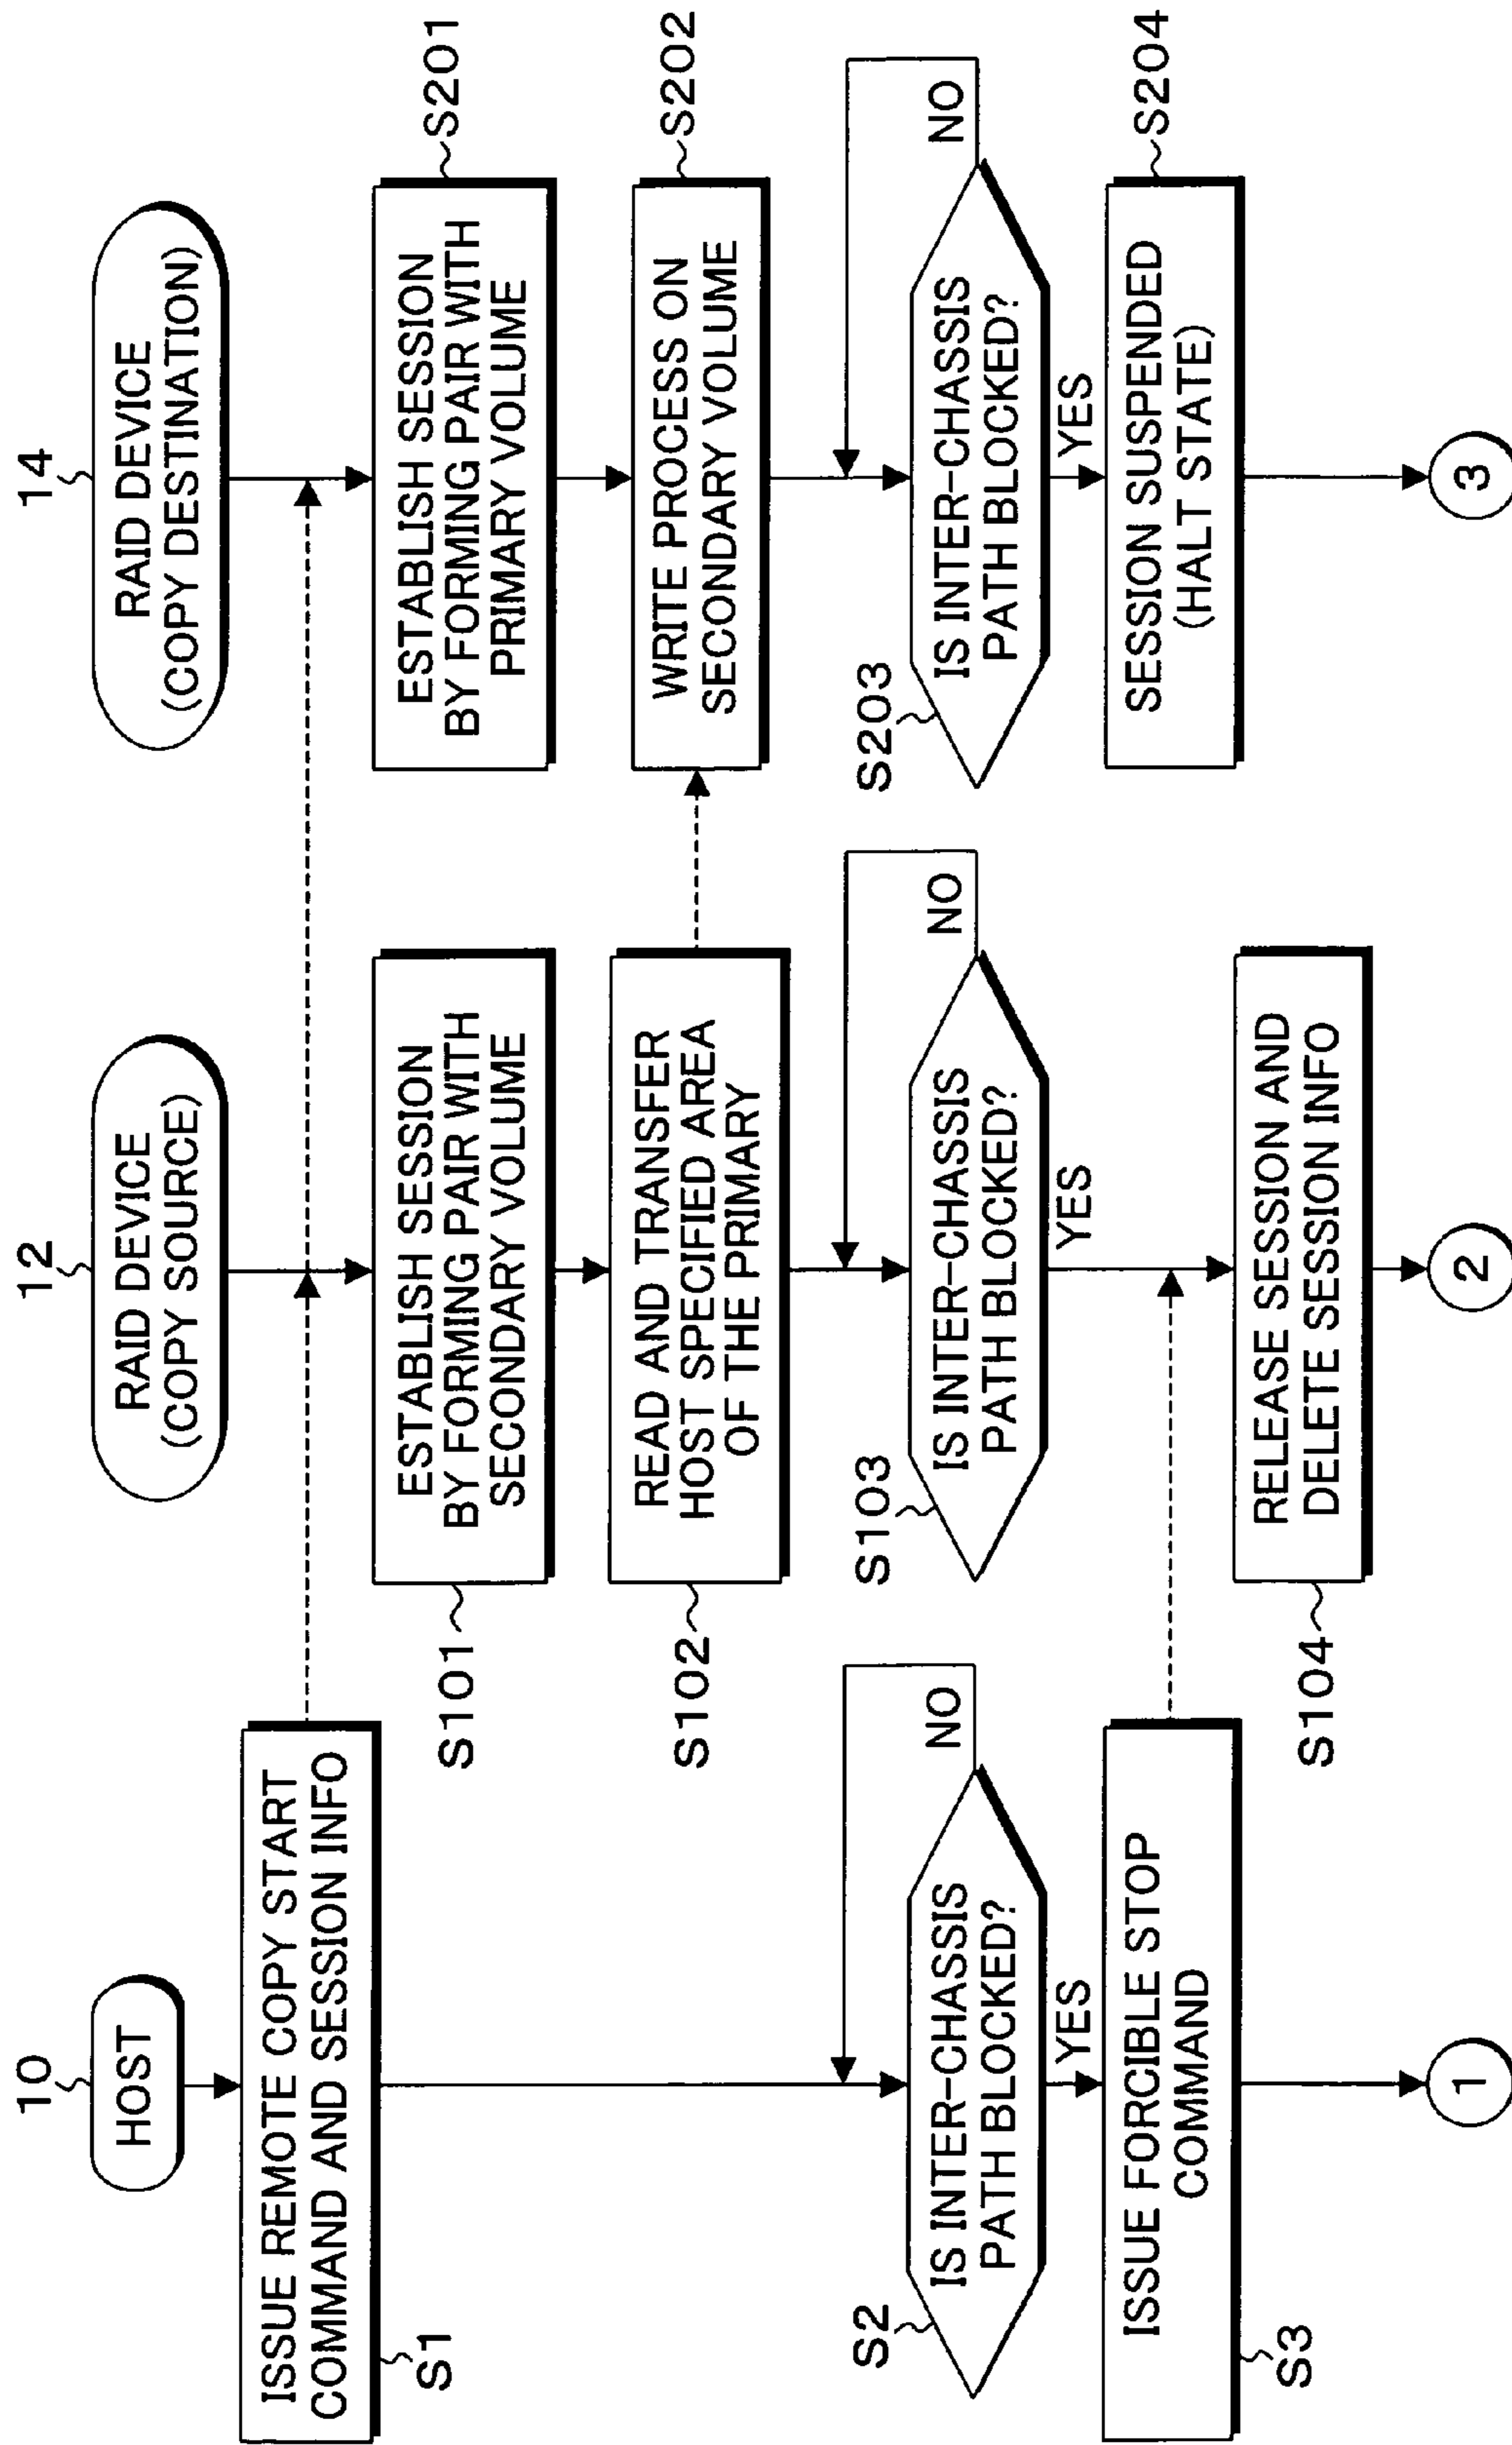 10
HOST
ISSUE REMOTE COPY START
COMMAND AND SESSION INFO
S1
IS INTER-CHASSIS
PATH BLOCKED?
S2
NO
YES
ISSUE FORCIBLE STOP
COMMAND
S3
1
12
RAID DEVICE
(COPY SOURCE)
ESTABLISH SESSION
BY FORMING PAIR WITH
SECONDARY VOLUME
S101
READ AND TRANSFER
HOST SPECIFIED AREA
OF THE PRIMARY
S102
IS INTER-CHASSIS
PATH BLOCKED?
S103
NO
YES
RELEASE SESSION AND
DELETE SESSION INFO
S104
2
14
RAID DEVICE
(COPY DESTINATION)
ESTABLISH SESSION
BY FORMING PAIR WITH
PRIMARY VOLUME
S201
WRITE PROCESS ON
SECONDARY VOLUME
S202
IS INTER-CHASSIS
PATH BLOCKED?
S203
NO
YES
SESSION SUSPENDED
(HALT STATE)
S204
3